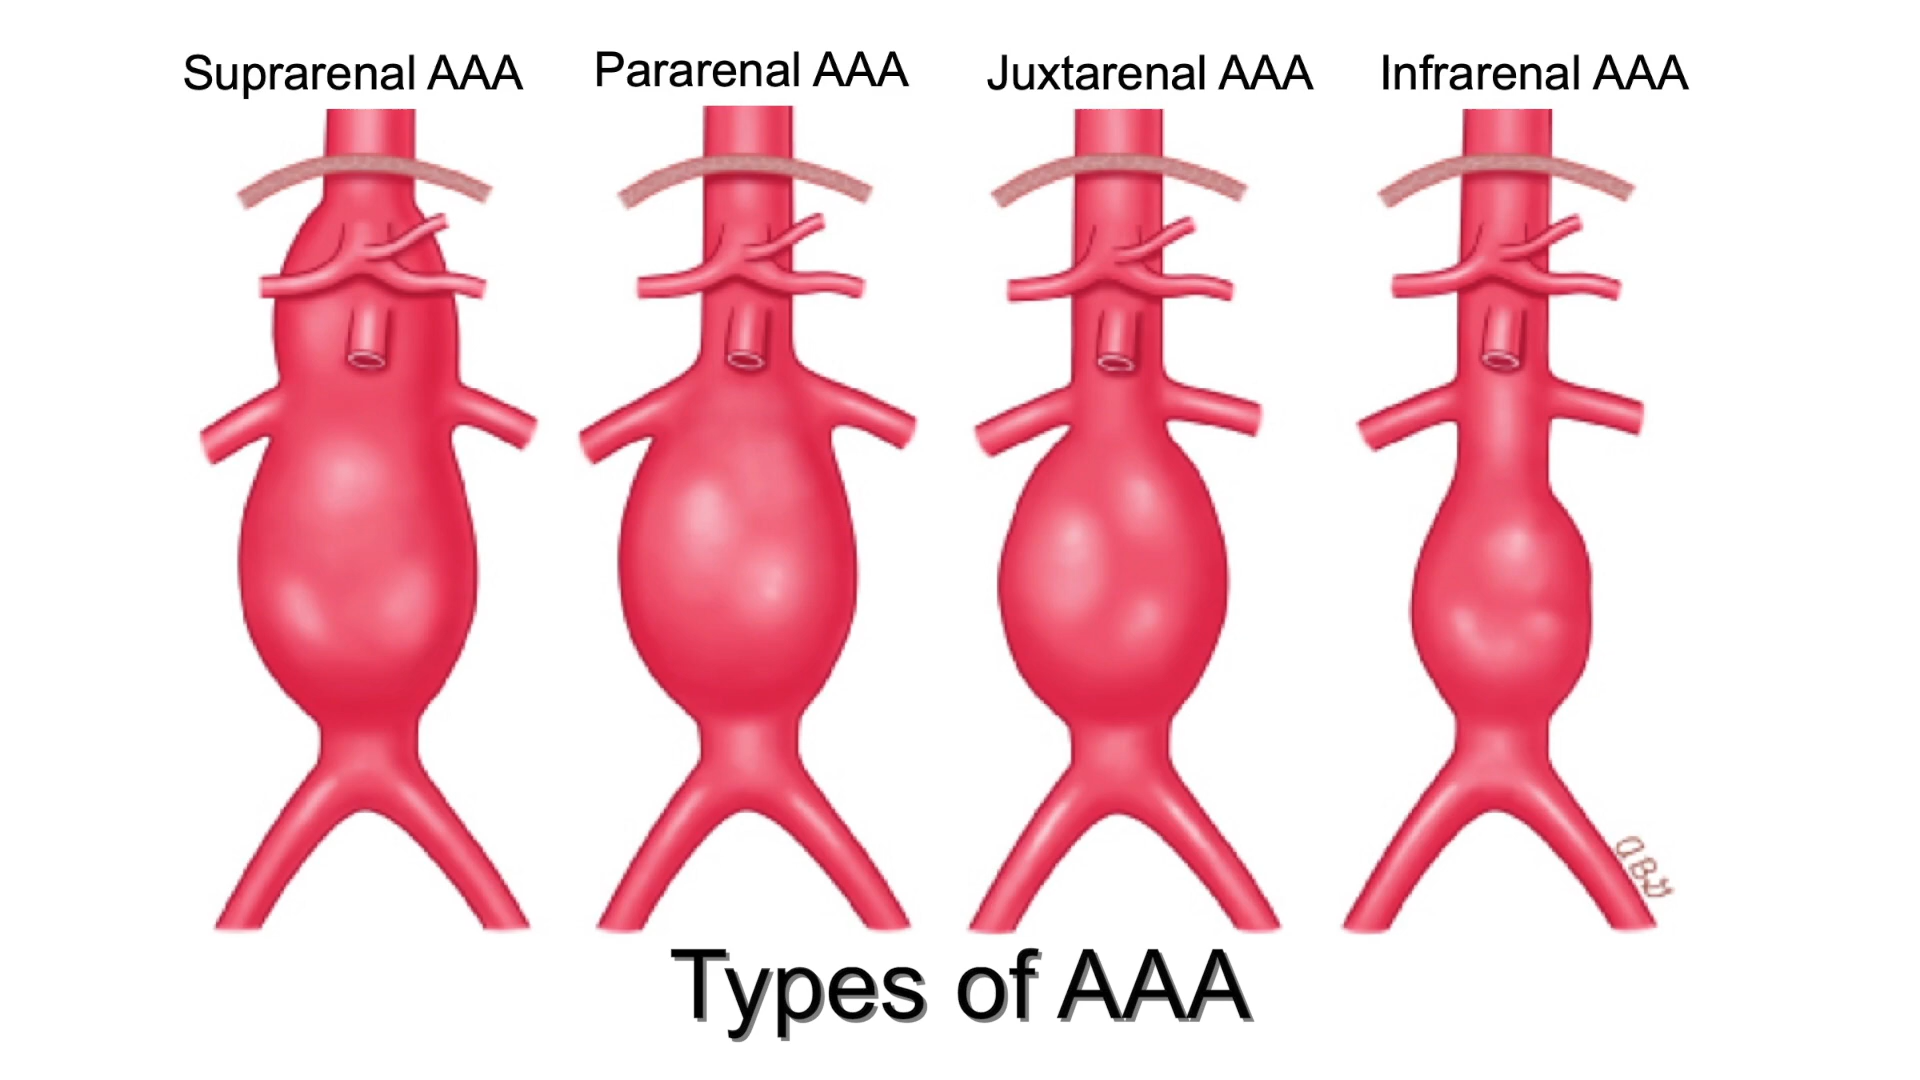 Suprarenal AAA
Pararenal AAA
Juxtarenal AAA
Infrarenal AAA
Types of AAA